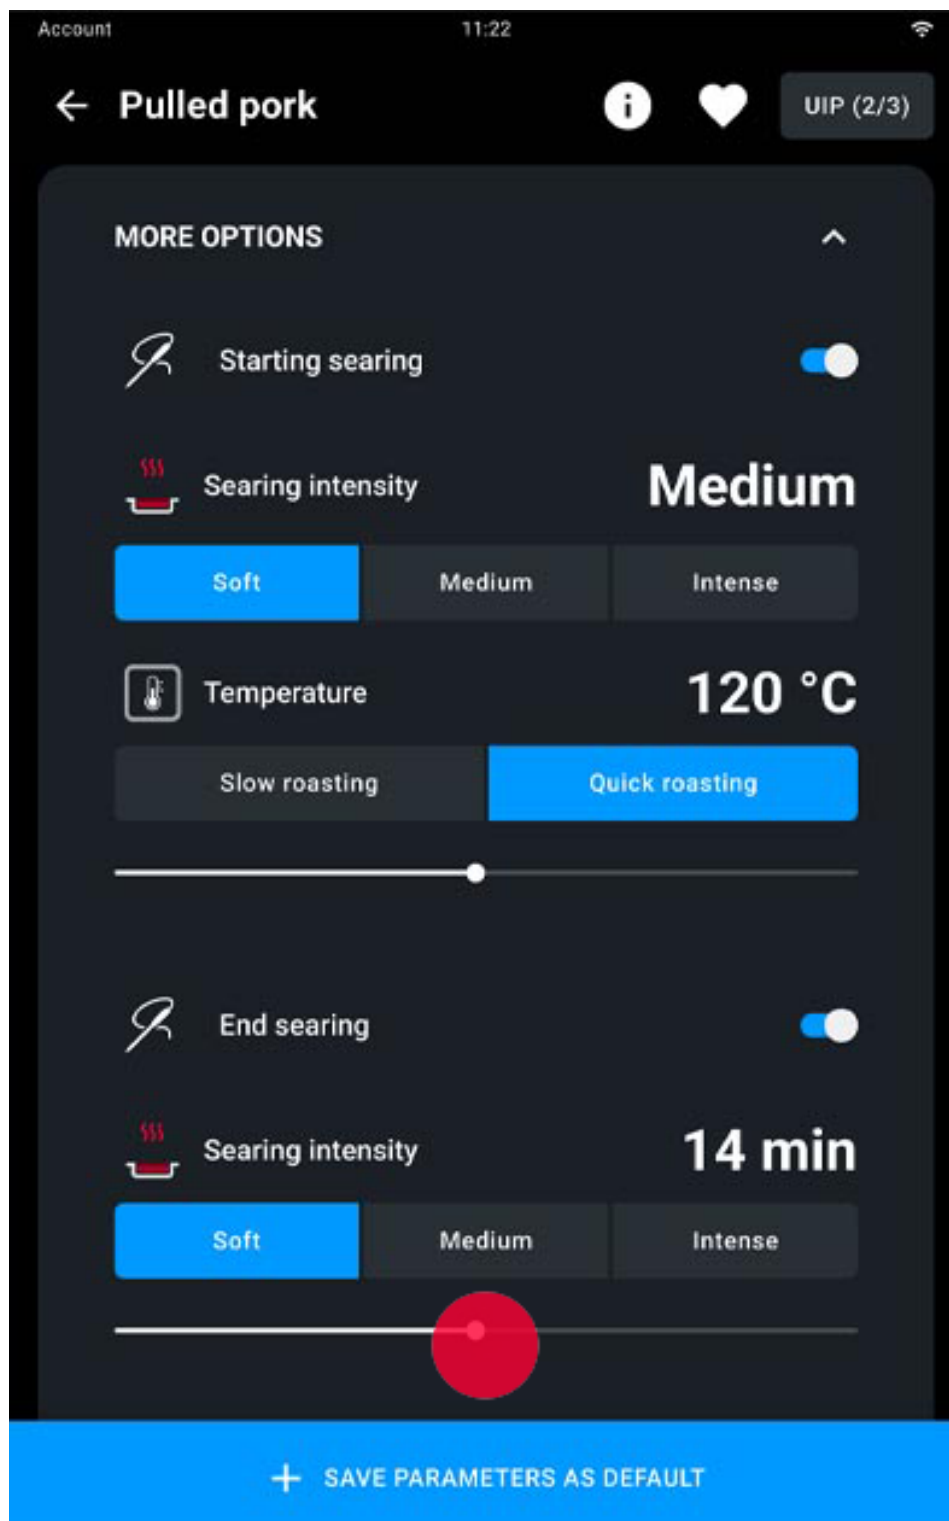 Account 11:22
Pulled pork UIP (2/3)
MORE OPTIONS
Starting searing
Searing intensity Medium
Soft Medium Intense
Temperature 120 °C
Slow roasting Quick roasting
End searing
Searing intensity 14 min
Soft Medium Intense
SAVE PARAMETERS AS DEFAULT